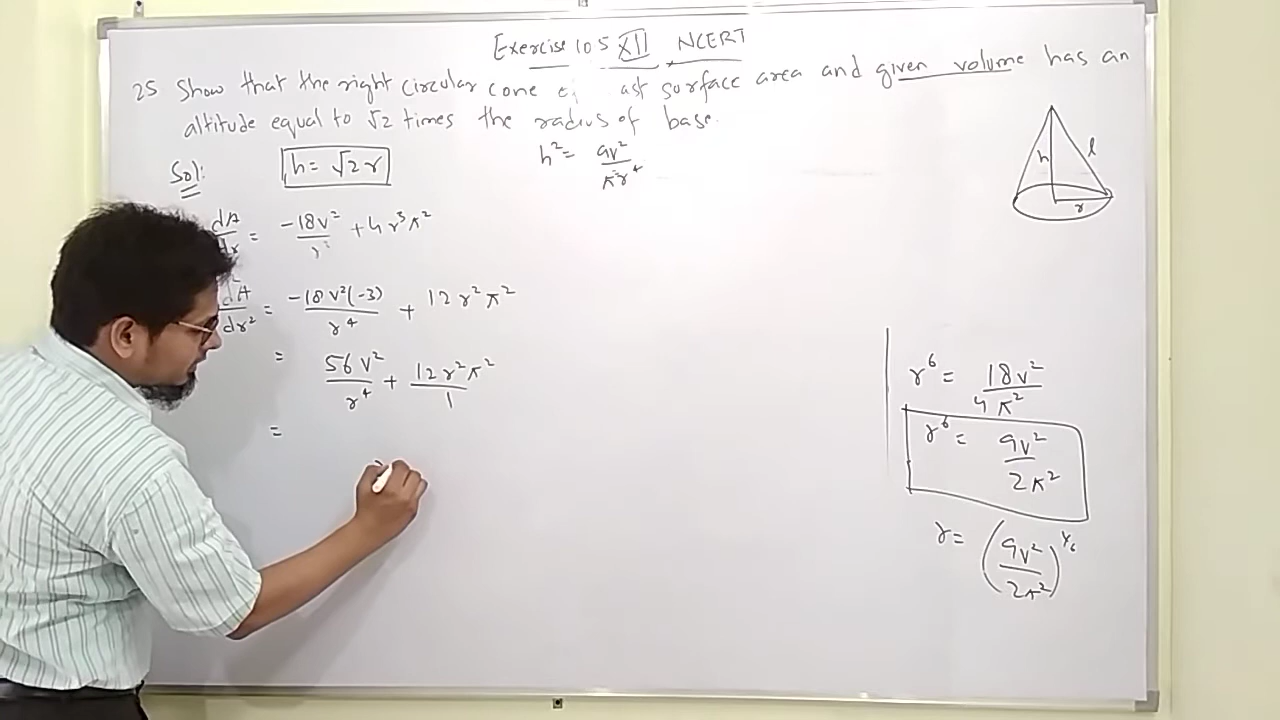 Exercise 10 5 XII NCERT
25 Show that the right circular cone of ast surface area and given volume has an
altitude equal to √2 times the radius of base.
Sol:
h = √2 r
h² = 9v²/π²r⁴
h l r
dA/dr = -18v²/r³ + 4r³π²
d²A/dr² = -18v²(-3)/r⁴ + 12r²π²
= 56v²/r⁴ + 12r²π²/1
=
r⁶ = 18v²/4π²
r⁶ = 9v²/2π²
r = (9v²/2π²)^1/6